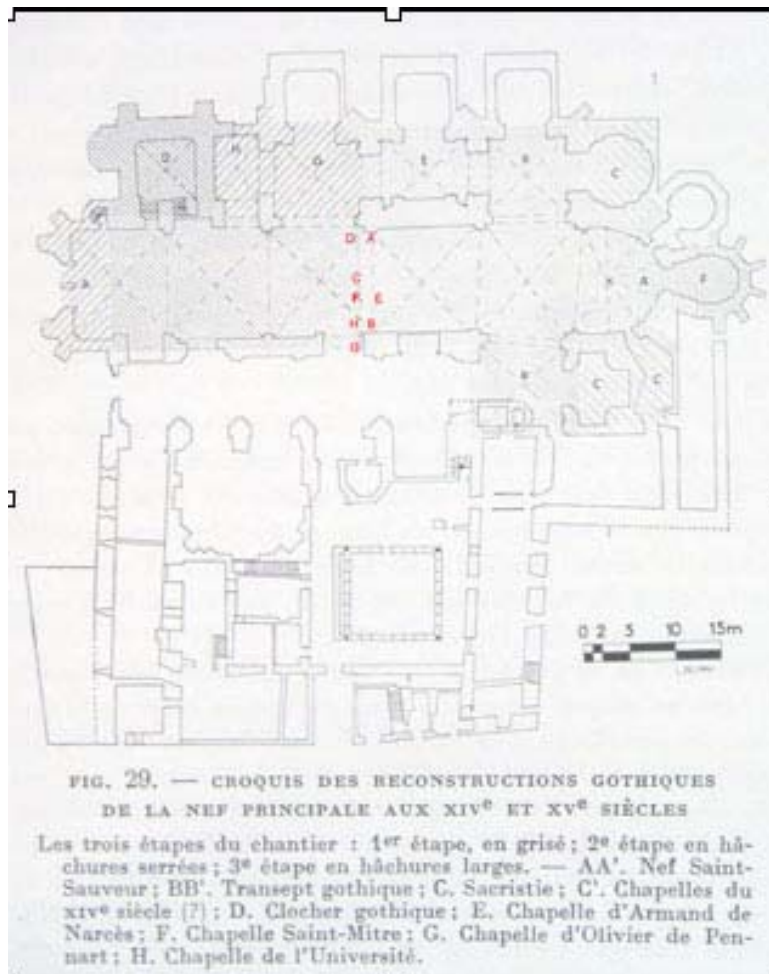 D
H
G
E
B
C
D A'
C
A
F. E
A
F
H B
G
B
C
C
0 2 5 10 15m
FIG. 29. — CROQUIS DES RECONSTRUCTIONS GOTHIQUES
DE LA NEF PRINCIPALE AUX XIVe ET XVe SIÈCLES
Les trois étapes du chantier : 1er étape, en grisé ; 2e étape en hâ-
chures serrées ; 3e étape en hâchures larges. — AA'. Nef Saint-
Sauveur ; BB'. Transept gothique ; C. Sacristie ; C'. Chapelles du
XIVe siècle (?) ; D. Clocher gothique ; E. Chapelle d'Armand de
Narcès ; F. Chapelle Saint-Mitre ; G. Chapelle d'Olivier de Pen-
nart ; H. Chapelle de l'Université.